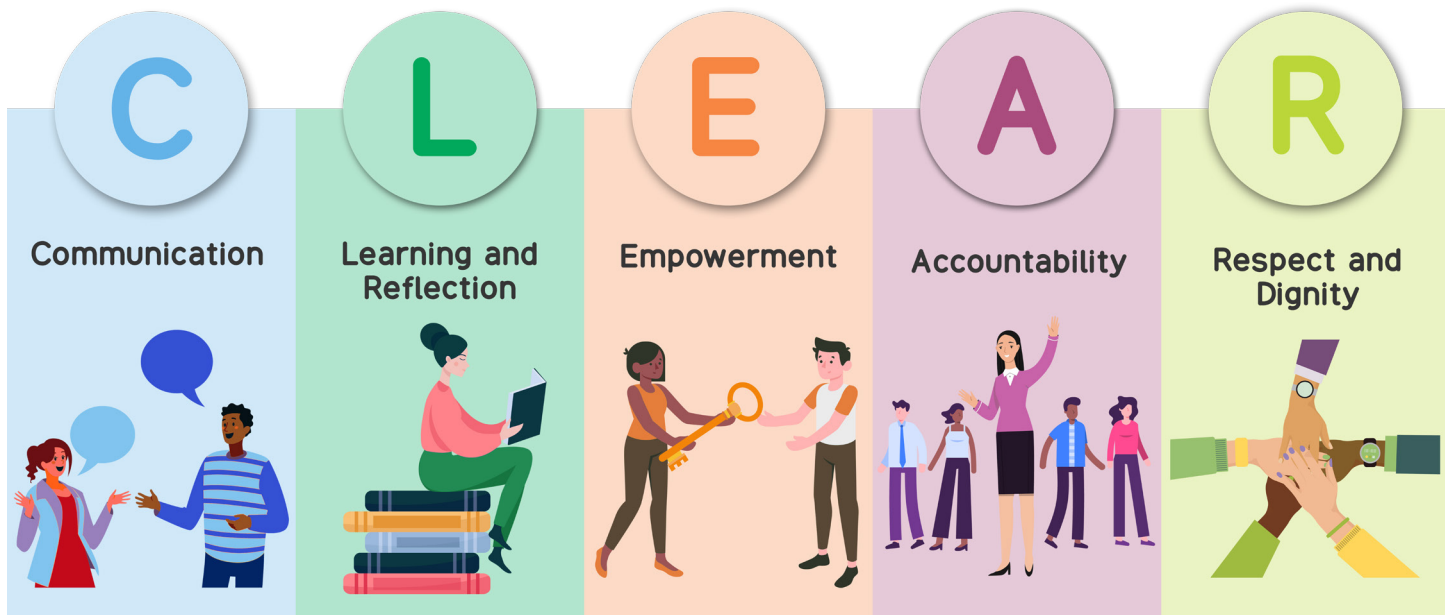 C
L
E
A
R
Communication
Learning and
Reflection
Empowerment
Accountability
Respect and
Dignity